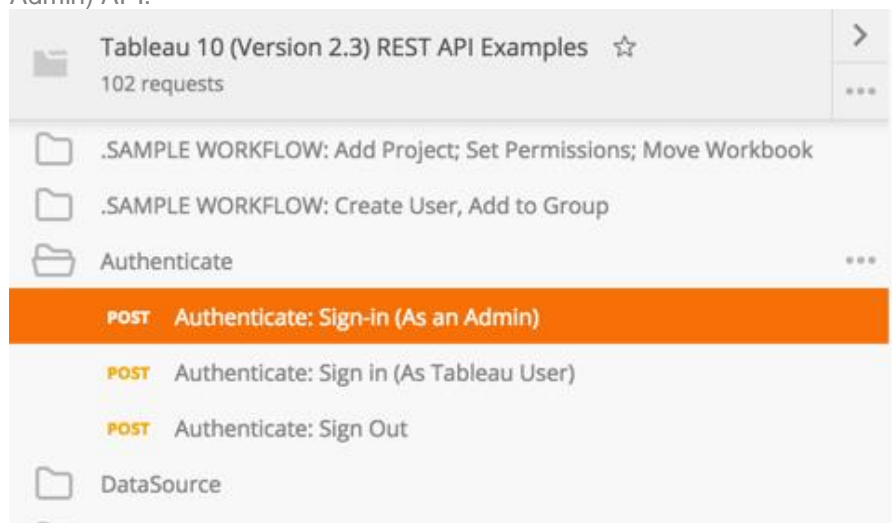 Admin) API.
Tableau 10 (Version 2.3) REST API Examples
102 requests
.SAMPLE WORKFLOW: Add Project; Set Permissions; Move Workbook
.SAMPLE WORKFLOW: Create User, Add to Group
Authenticate
POST Authenticate: Sign-in (As an Admin)
POST Authenticate: Sign in (As Tableau User)
POST Authenticate: Sign Out
DataSource